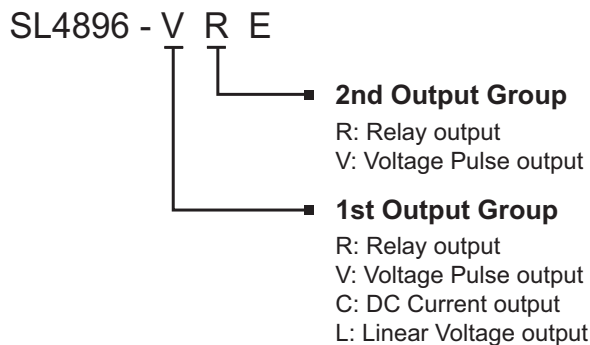 SL4896 - V R E
2nd Output Group
R: Relay output
V: Voltage Pulse output
1st Output Group
R: Relay output
V: Voltage Pulse output
C: DC Current output
L: Linear Voltage output